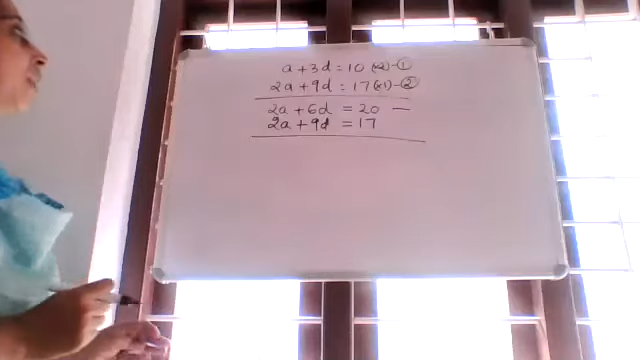 a + 3d = 10 (×2) - ①
2a + 9d = 17 (×1) - ②
2a + 6d = 20 —
2a + 9d = 17